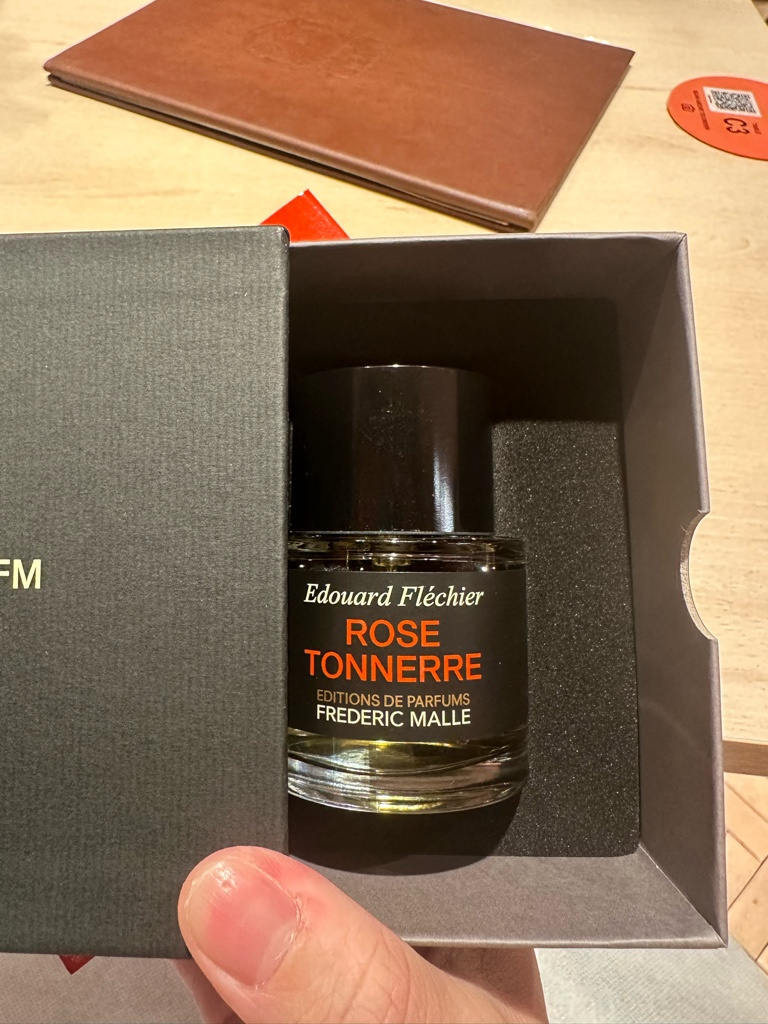 C3
FM
Edouard Fléchier
ROSE
TONNERRE
EDITIONS DE PARFUMS
FREDERIC MALLE